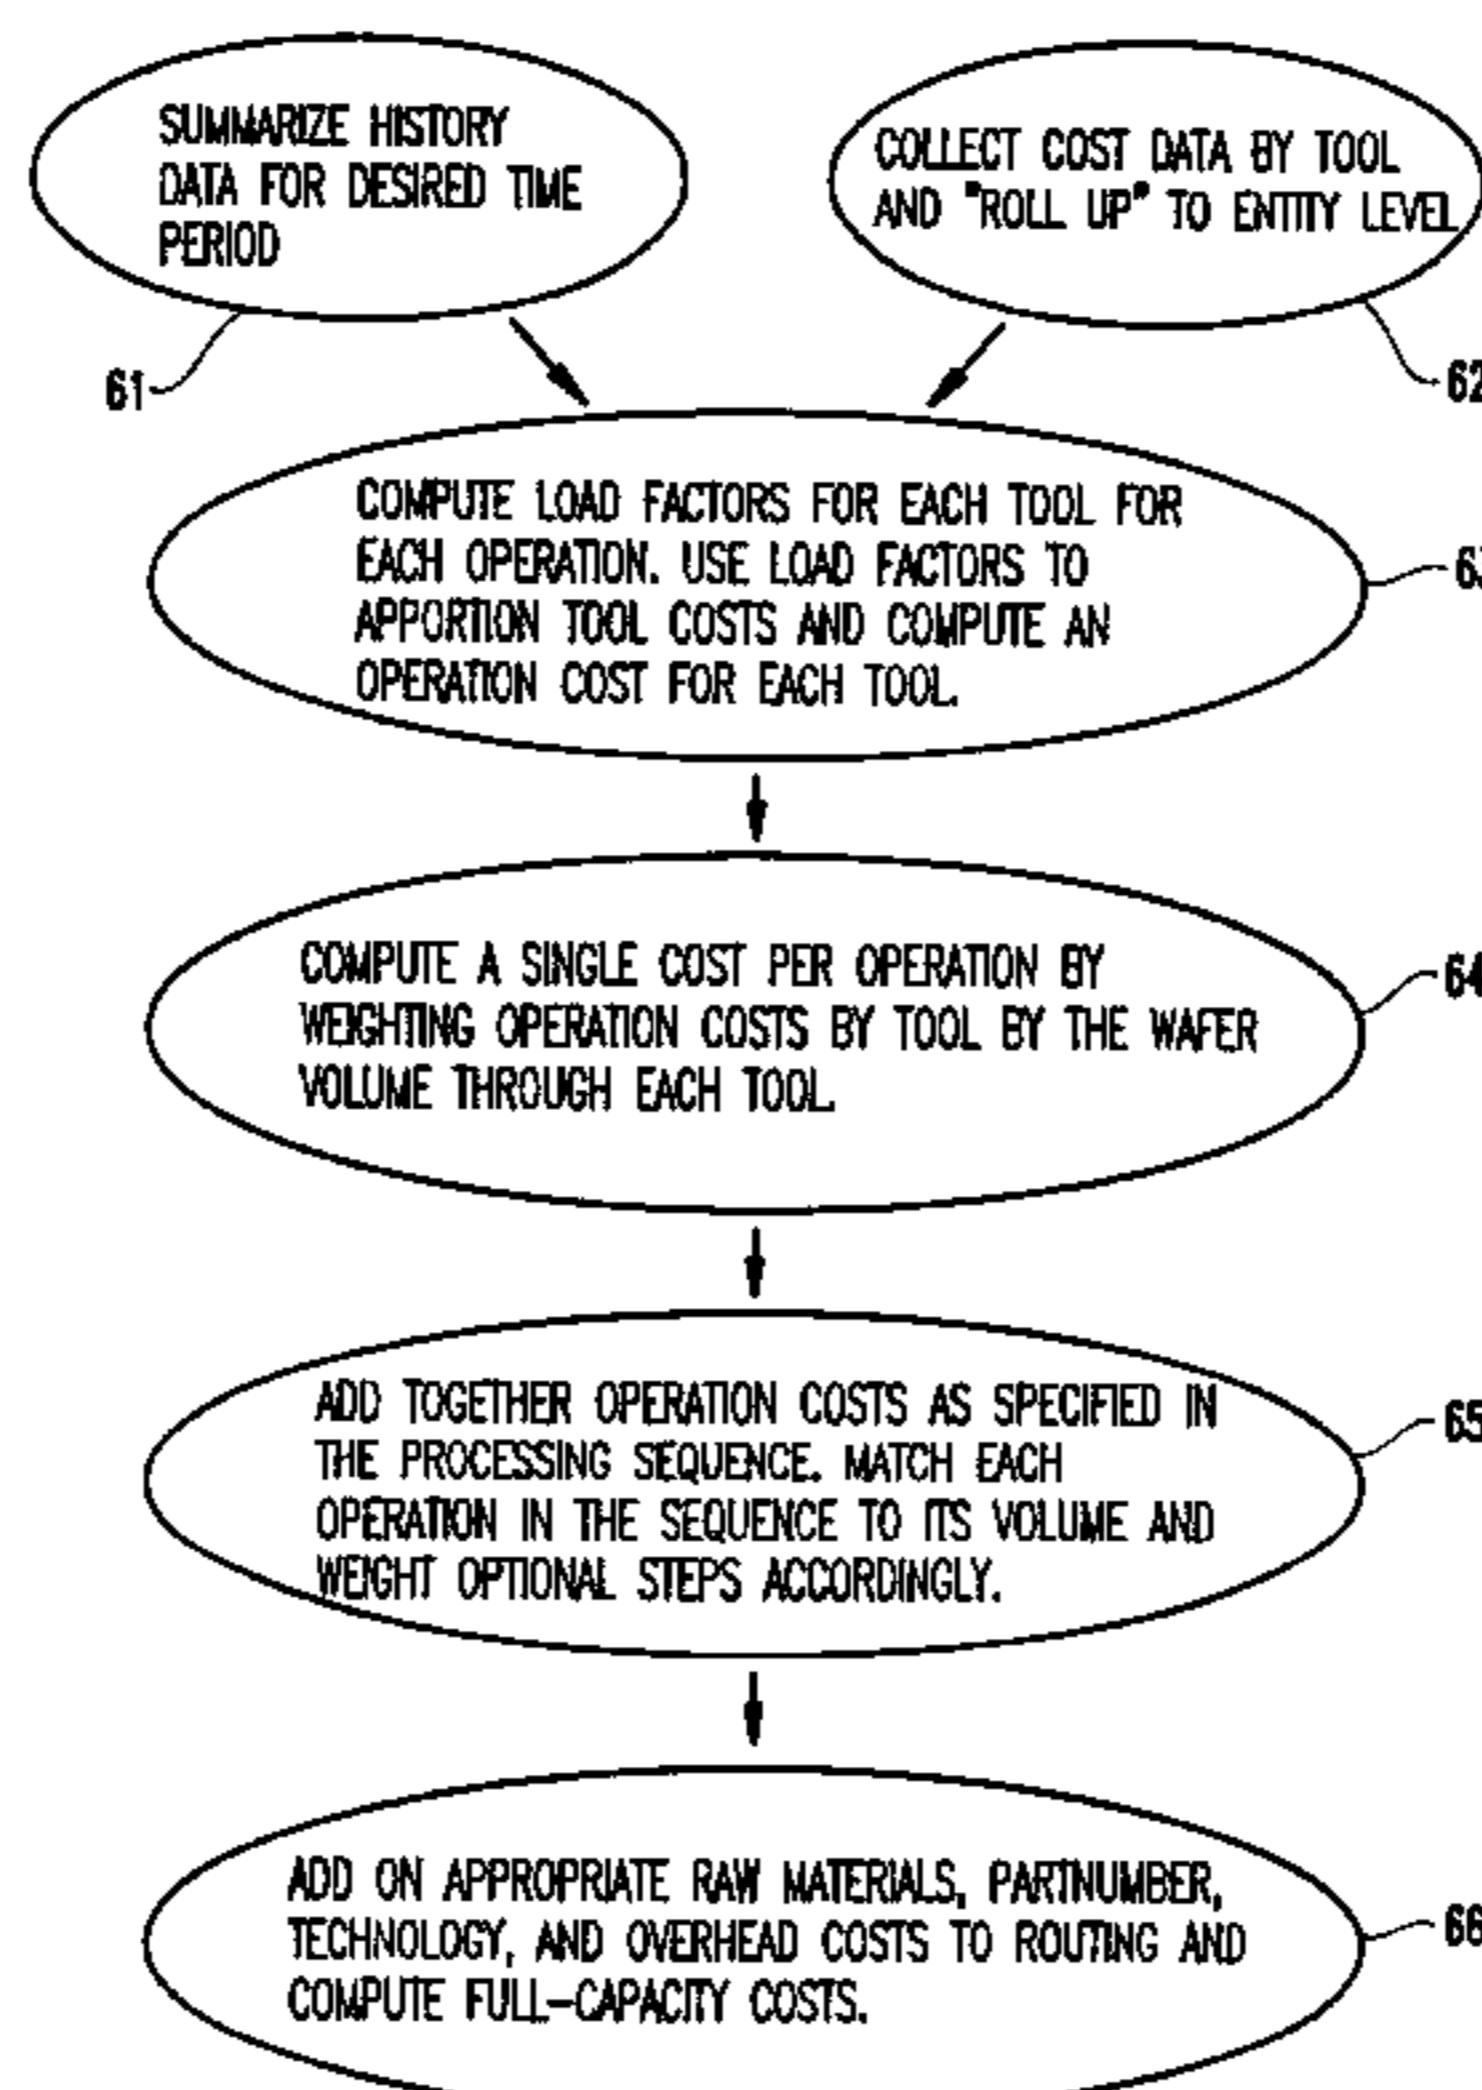 SUMMARIZE HISTORY
DATA FOR DESIRED TIME
PERIOD
61
COLLECT COST DATA BY TOOL
AND "ROLL UP" TO ENTITY LEVEL
62
COMPUTE LOAD FACTORS FOR EACH TOOL FOR
EACH OPERATION. USE LOAD FACTORS TO
APPORTION TOOL COSTS AND COMPUTE AN
OPERATION COST FOR EACH TOOL.
63
COMPUTE A SINGLE COST PER OPERATION BY
WEIGHTING OPERATION COSTS BY TOOL BY THE WAFER
VOLUME THROUGH EACH TOOL.
64
ADD TOGETHER OPERATION COSTS AS SPECIFIED IN
THE PROCESSING SEQUENCE. MATCH EACH
OPERATION IN THE SEQUENCE TO ITS VOLUME AND
WEIGHT OPTIONAL STEPS ACCORDINGLY.
65
ADD ON APPROPRIATE RAW MATERIALS, PARTNUMBER,
TECHNOLOGY, AND OVERHEAD COSTS TO ROUTING AND
COMPUTE FULL-CAPACITY COSTS.
66